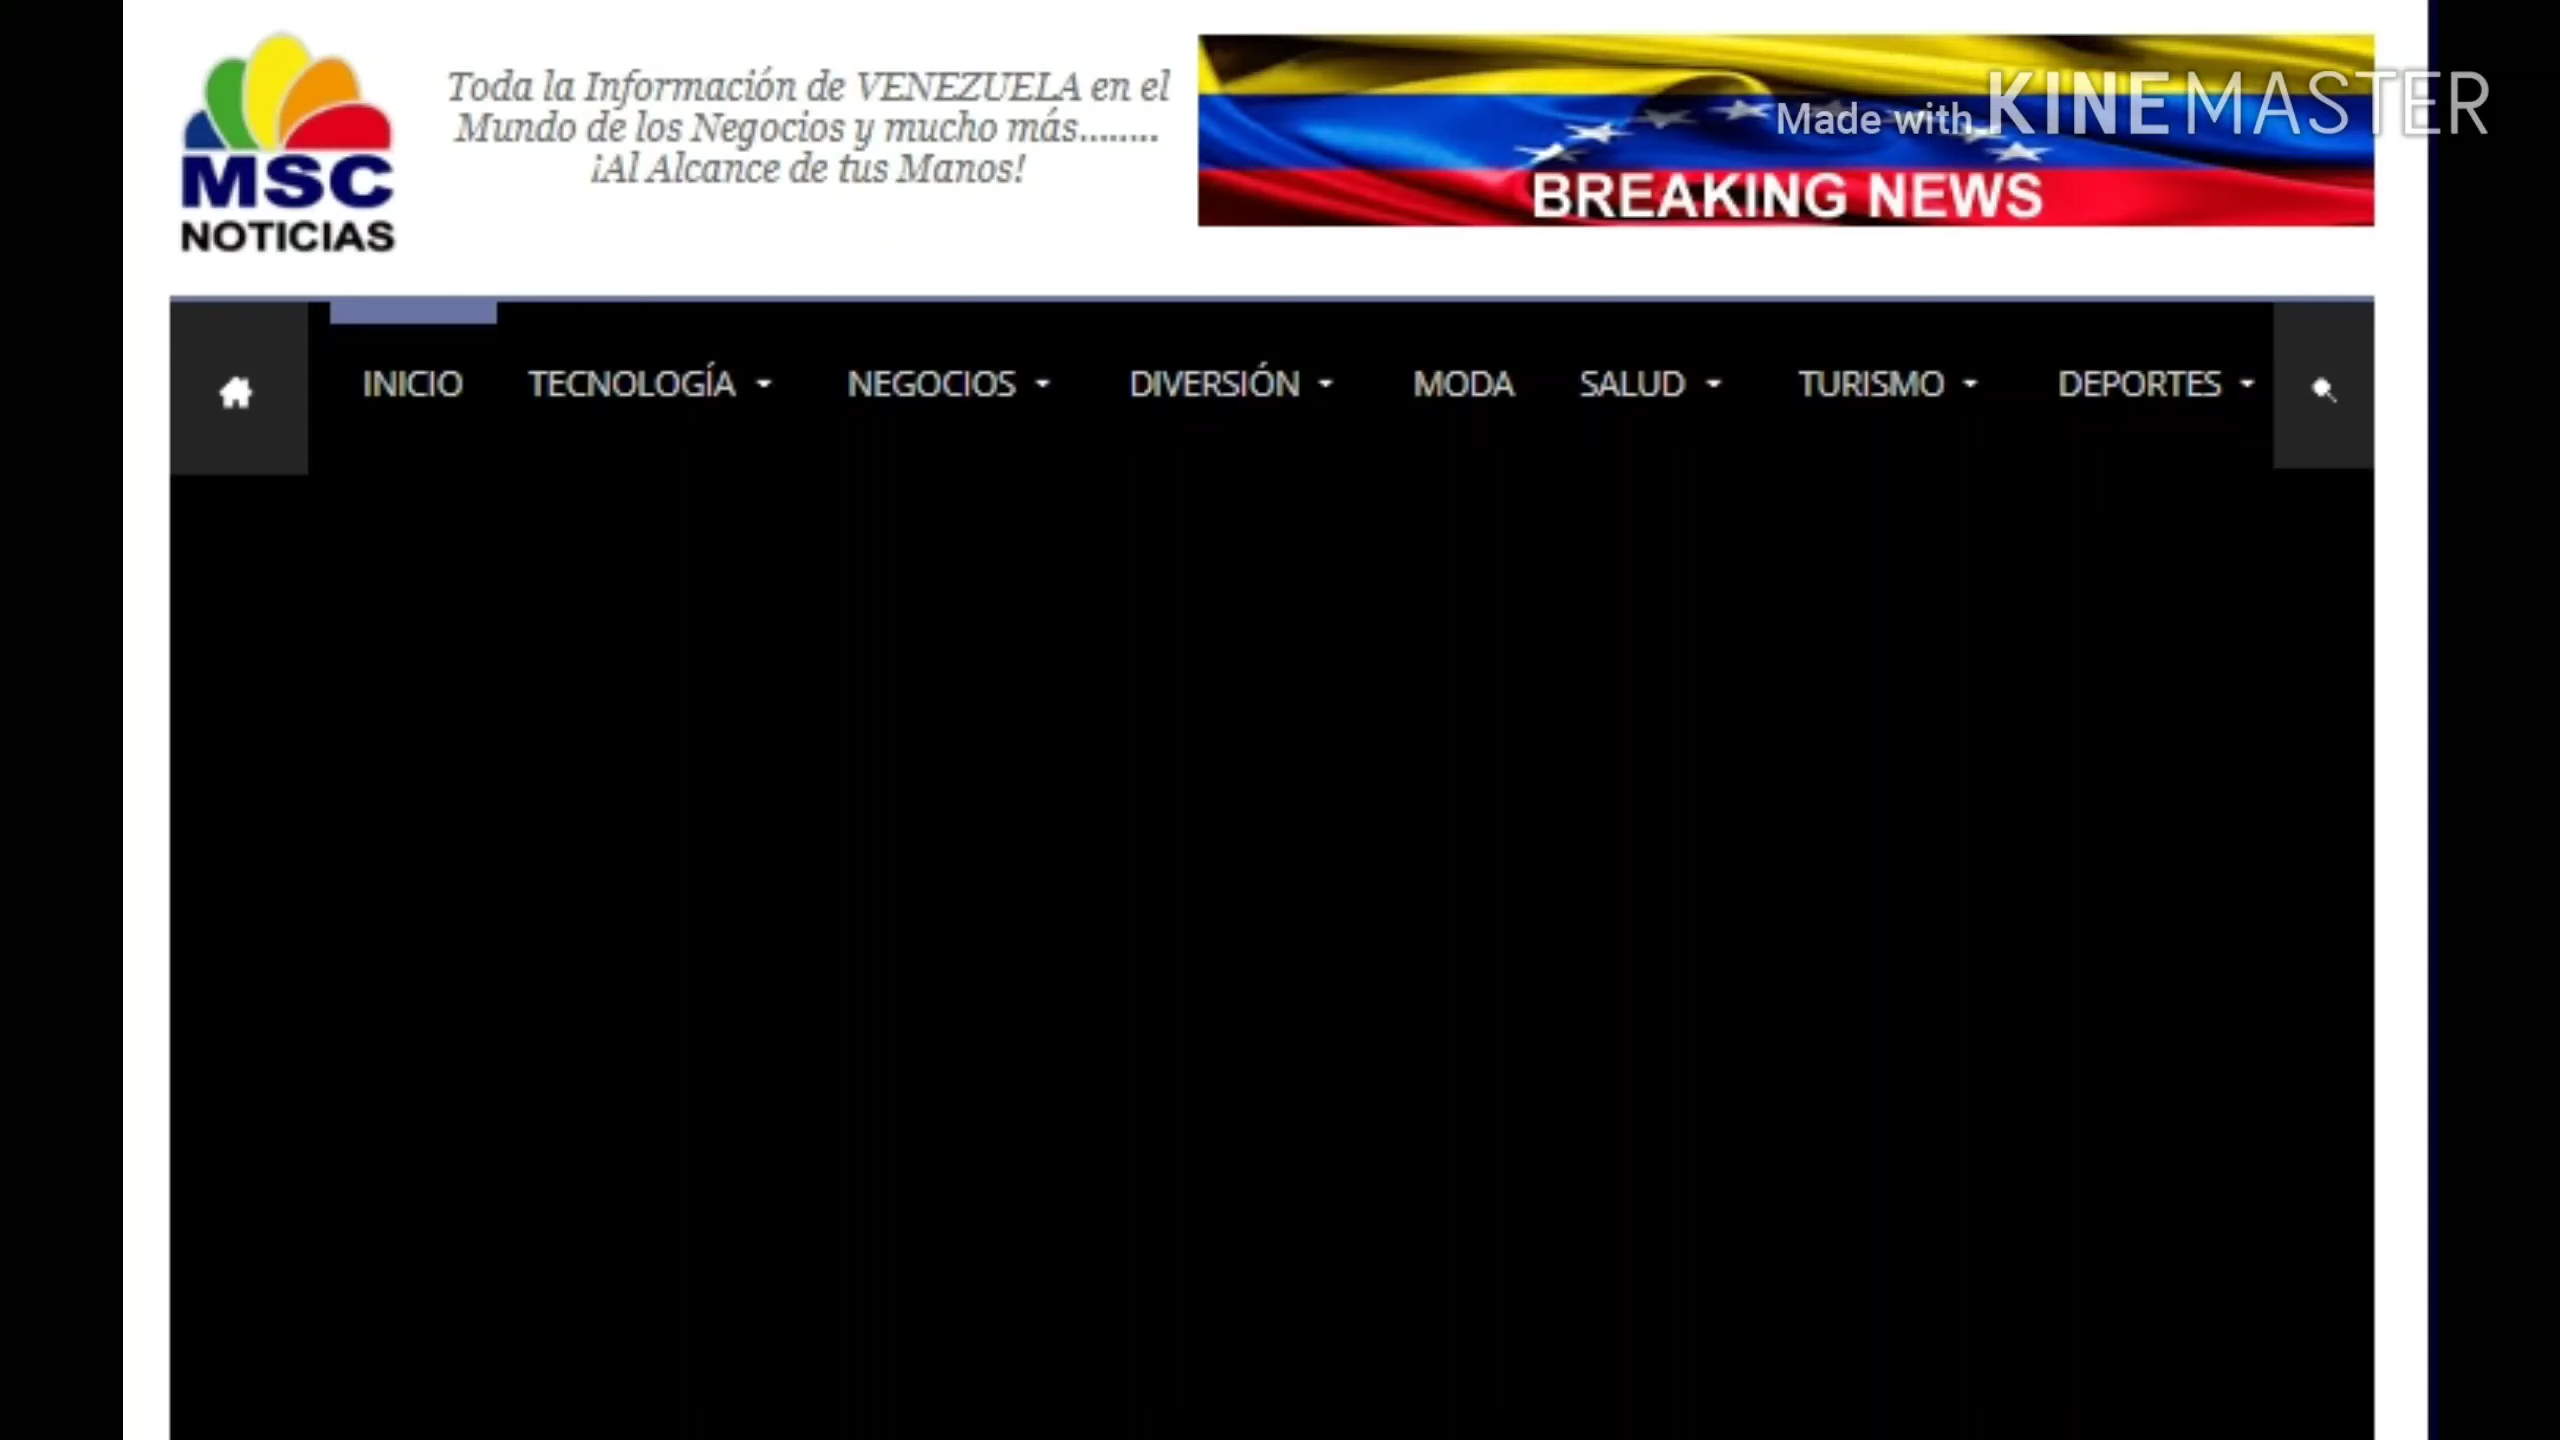 Toda la Información de VENEZUELA en el
Mundo de los Negocios y mucho más........
¡Al Alcance de tus Manos!
MSC
NOTICIAS
Made with KINEMASTER
BREAKING NEWS
INICIO TECNOLOGÍA NEGOCIOS DIVERSIÓN MODA SALUD TURISMO DEPORTES